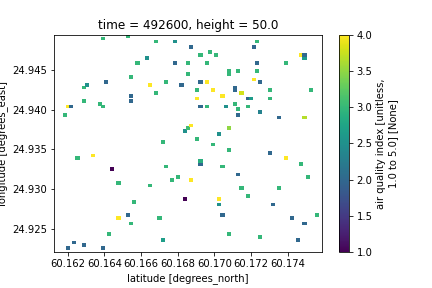 time = 492600, height = 50.0
longitude [degrees_east]
24.945
24.940
24.935
24.930
24.925
60.162 60.164 60.166 60.168 60.170 60.172 60.174
latitude [degrees_north]
4.0
3.5
3.0
2.5
2.0
1.5
1.0
air quality index [unitless,
1.0 to 5.0] [None]